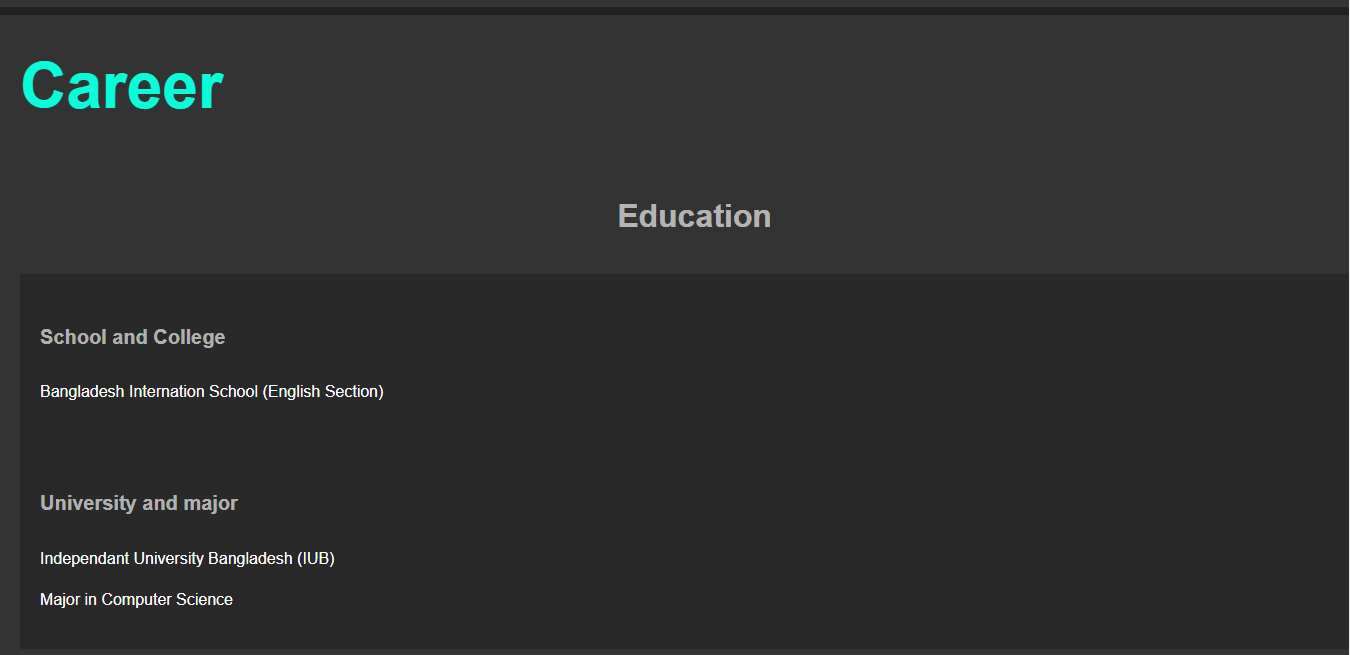 Career
Education
School and College
Bangladesh Internation School (English Section)
University and major
Independant University Bangladesh (IUB)
Major in Computer Science